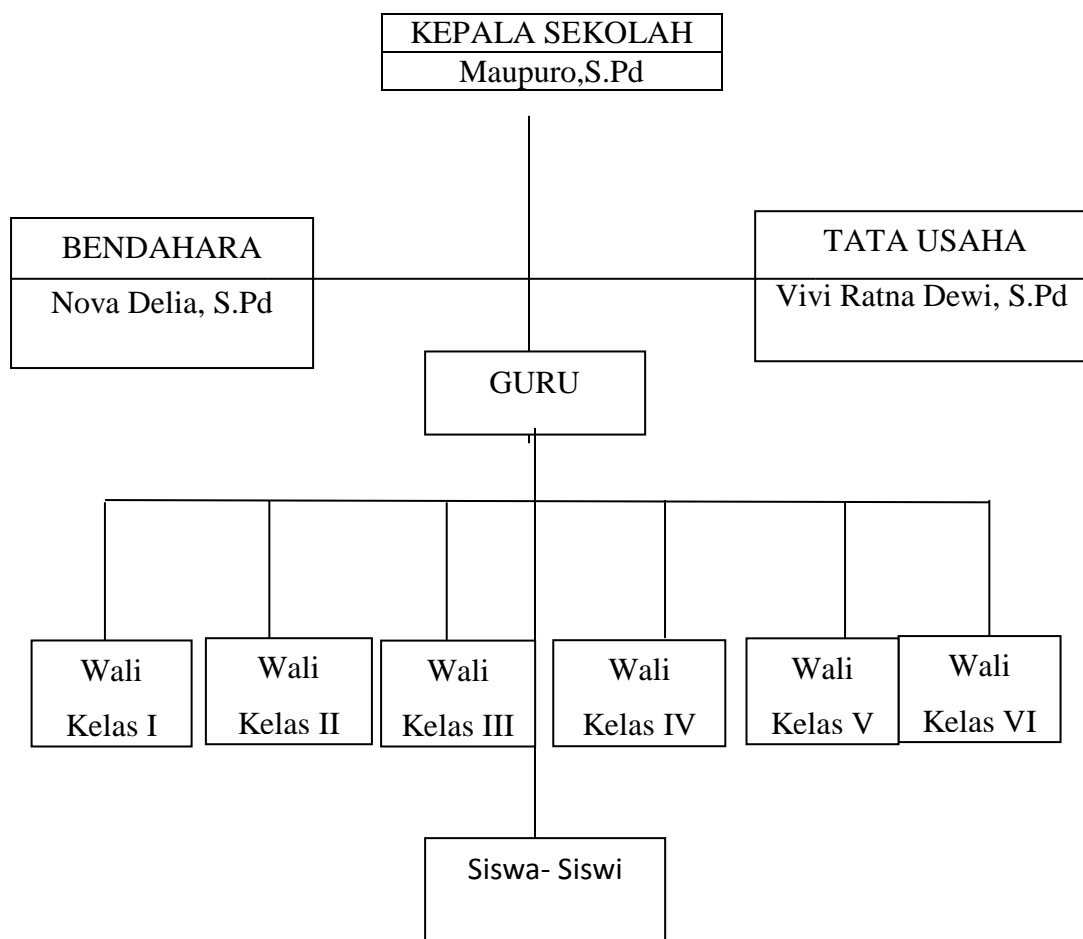 KEPALA SEKOLAH
Maupuro,S.Pd
BENDAHARA
Nova Delia, S.Pd
TATA USAHA
Vivi Ratna Dewi, S.Pd
GURU
Wali
Kelas I
Wali
Kelas II
Wali
Kelas III
Wali
Kelas IV
Wali
Kelas V
Wali
Kelas VI
Siswa- Siswi